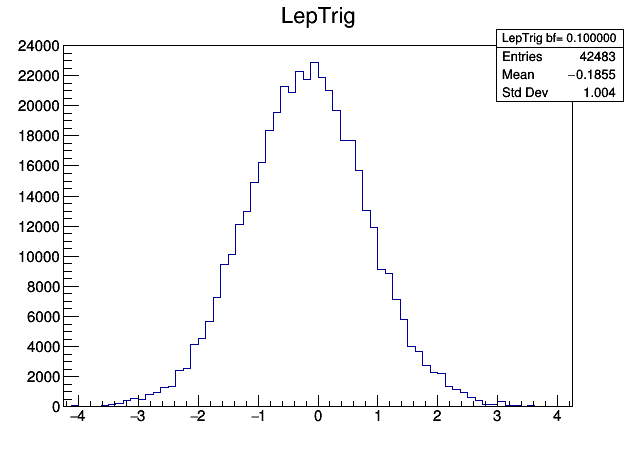 LepTrig
LepTrig bf= 0.100000
Entries 42483
Mean −0.1855
Std Dev 1.004
24000
22000
20000
18000
16000
14000
12000
10000
8000
6000
4000
2000
0
−4 −3 −2 −1 0 1 2 3 4